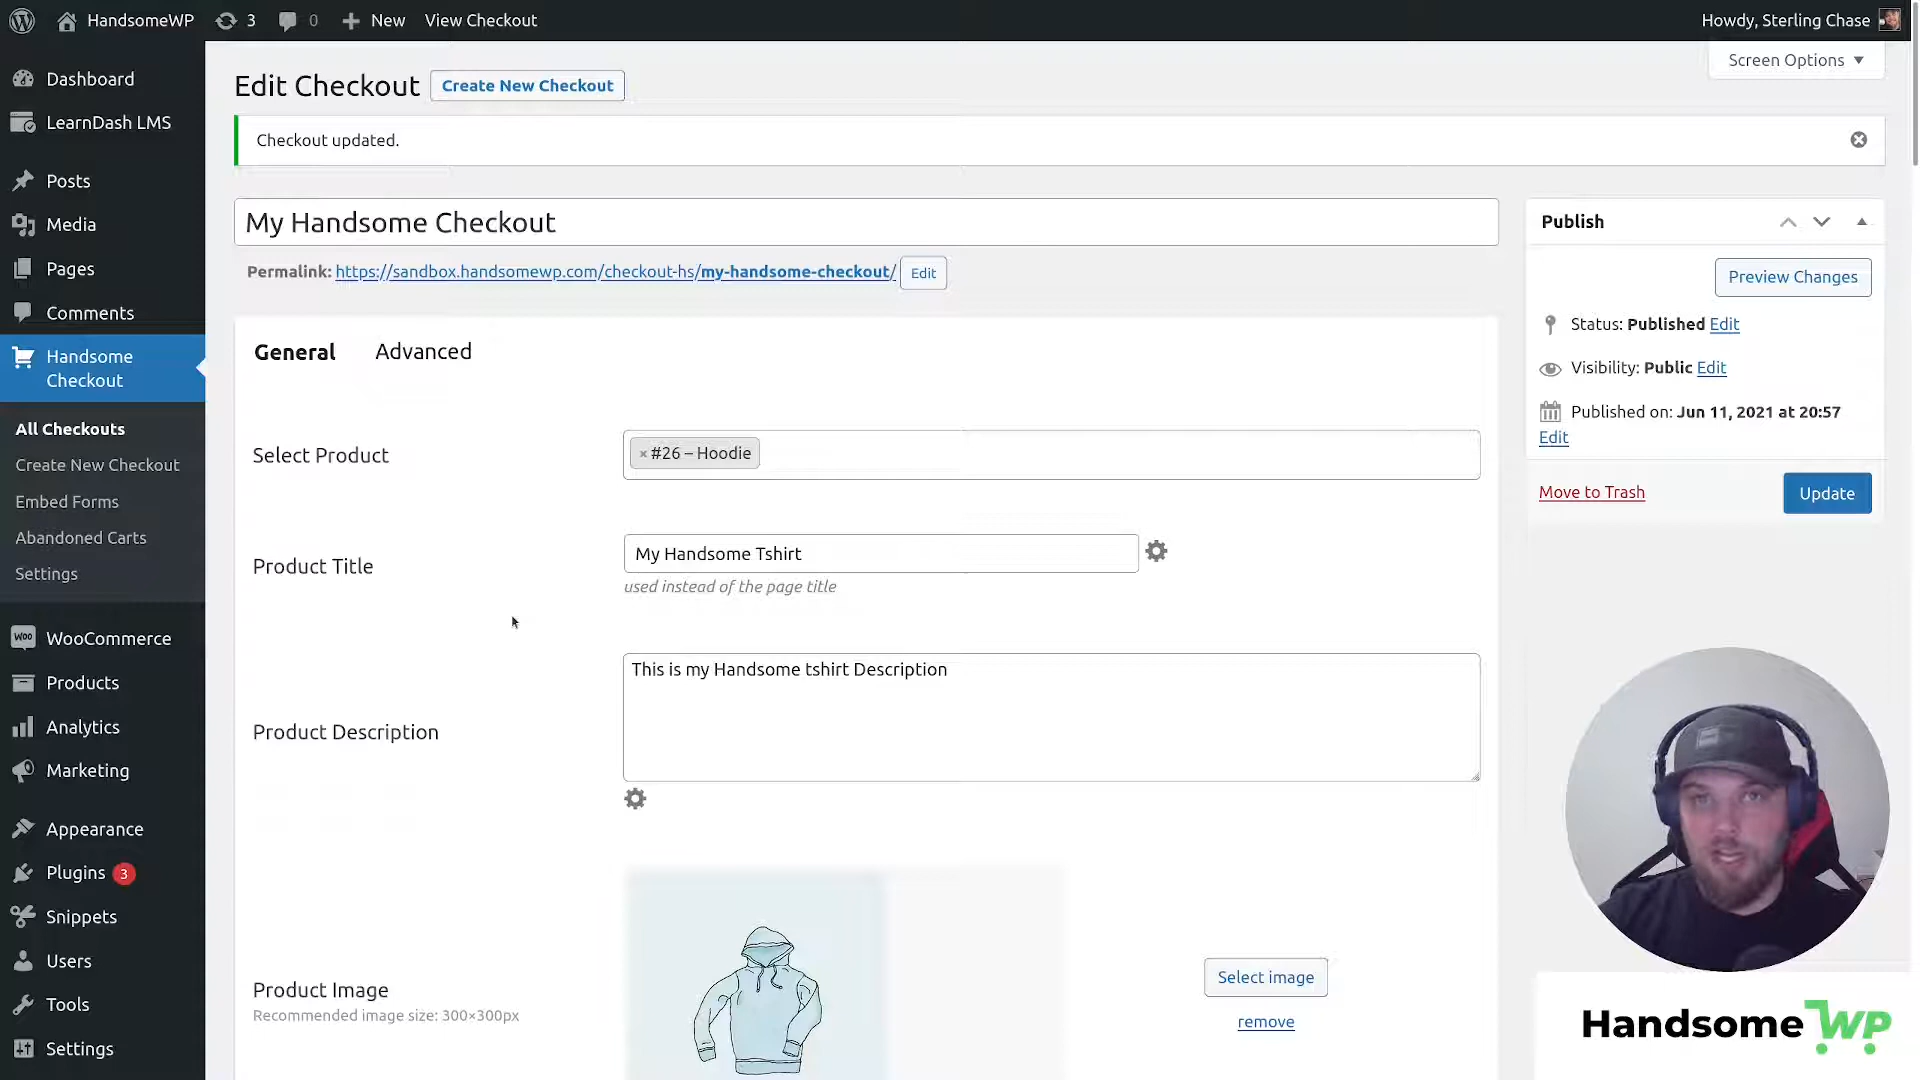 HandsomeWP 3 0 New View Checkout Howdy, Sterling Chase
Screen Options
Dashboard
LearnDash LMS
Posts
Media
Pages
Comments
Handsome
Checkout
All Checkouts
Create New Checkout
Embed Forms
Abandoned Carts
Settings
WOO WooCommerce
Products
Analytics
Marketing
Appearance
Plugins 3
Snippets
Users
Tools
Settings
Edit Checkout Create New Checkout
Checkout updated.
My Handsome Checkout
Permalink: https://sandbox.handsomewp.com/checkout-hs/my-handsome-checkout/ Edit
General Advanced
Select Product × #26 – Hoodie
Product Title My Handsome Tshirt
used instead of the page title
Product Description This is my Handsome tshirt Description
Product Image
Recommended image size: 300×300px
Select image
remove
Publish
Preview Changes
Status: Published Edit
Visibility: Public Edit
Published on: Jun 11, 2021 at 20:57
Edit
Move to Trash Update
HandsomeWP